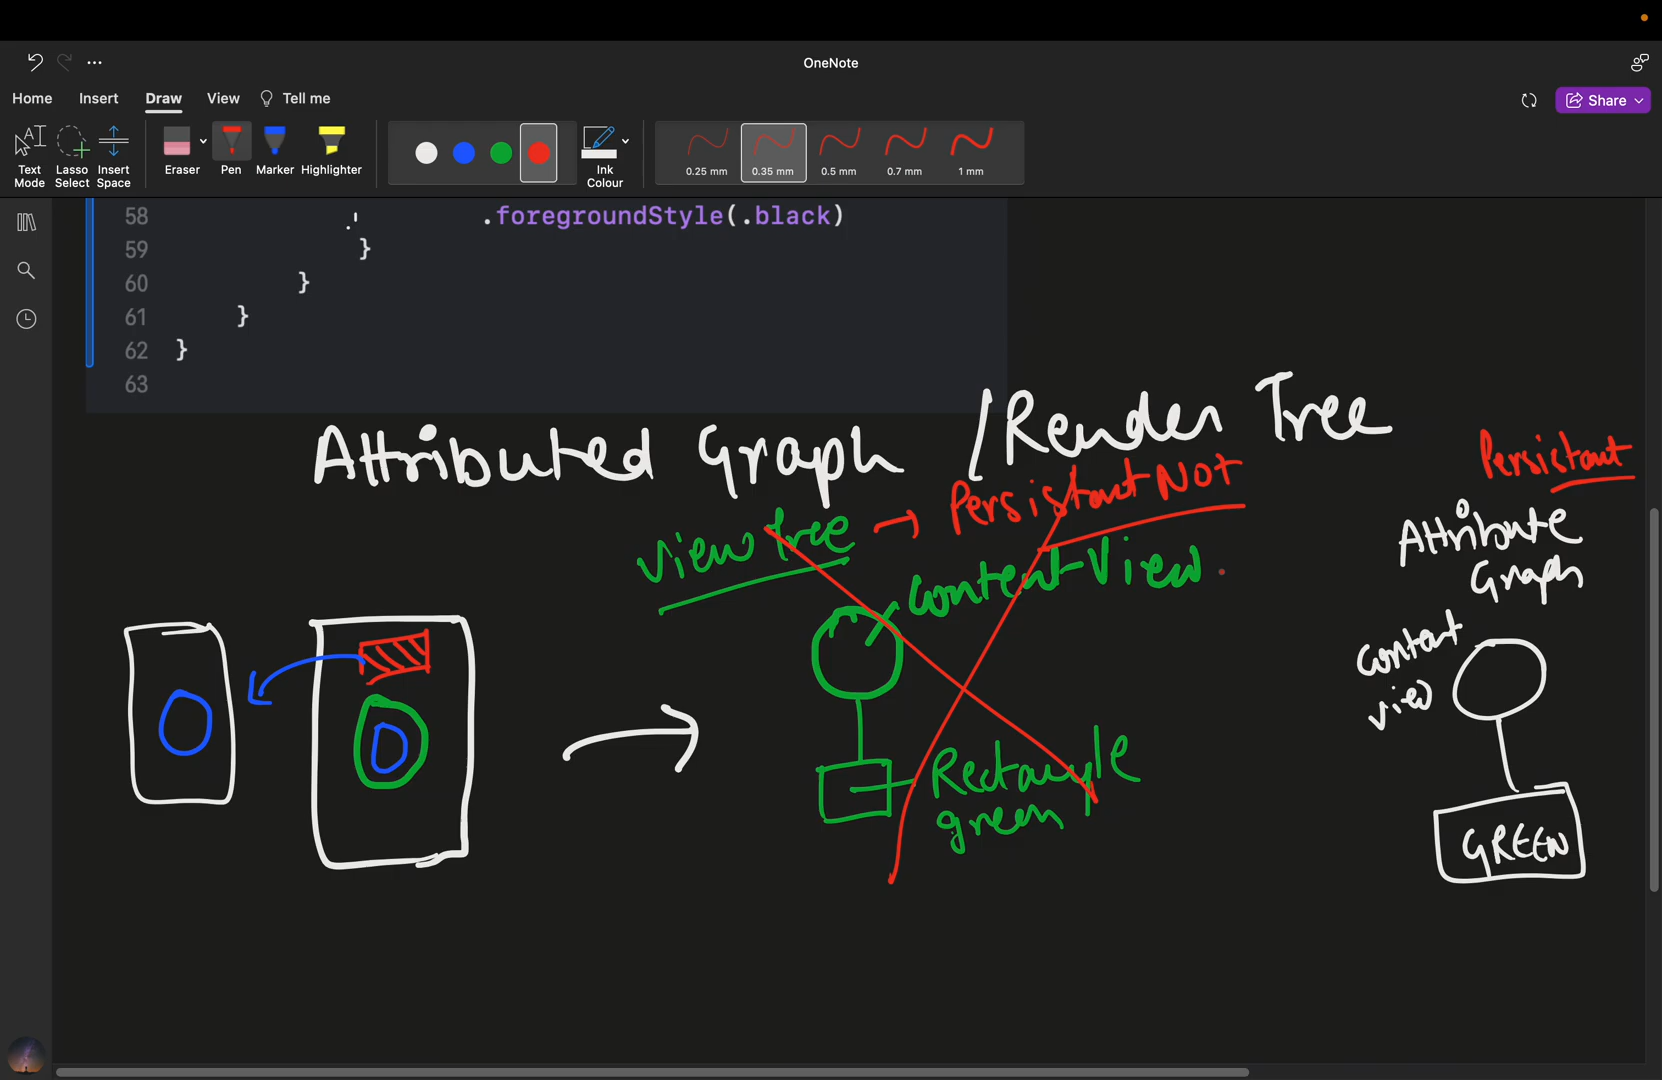 OneNote
Home Insert Draw View Tell me
Share
Text Mode
Lasso Select
Insert Space
Eraser
Pen
Marker
Highlighter
Ink Colour
0.25 mm
0.35 mm
0.5 mm
0.7 mm
1 mm
58 .foregroundStyle(.black)
59 }
60 }
61 }
62 }
63
Attributed Graph / Render Tree
Persistant
View Tree → Persistant Not
Attribute
Graph
Content View
Content
View
Rectangle
green
GREEN